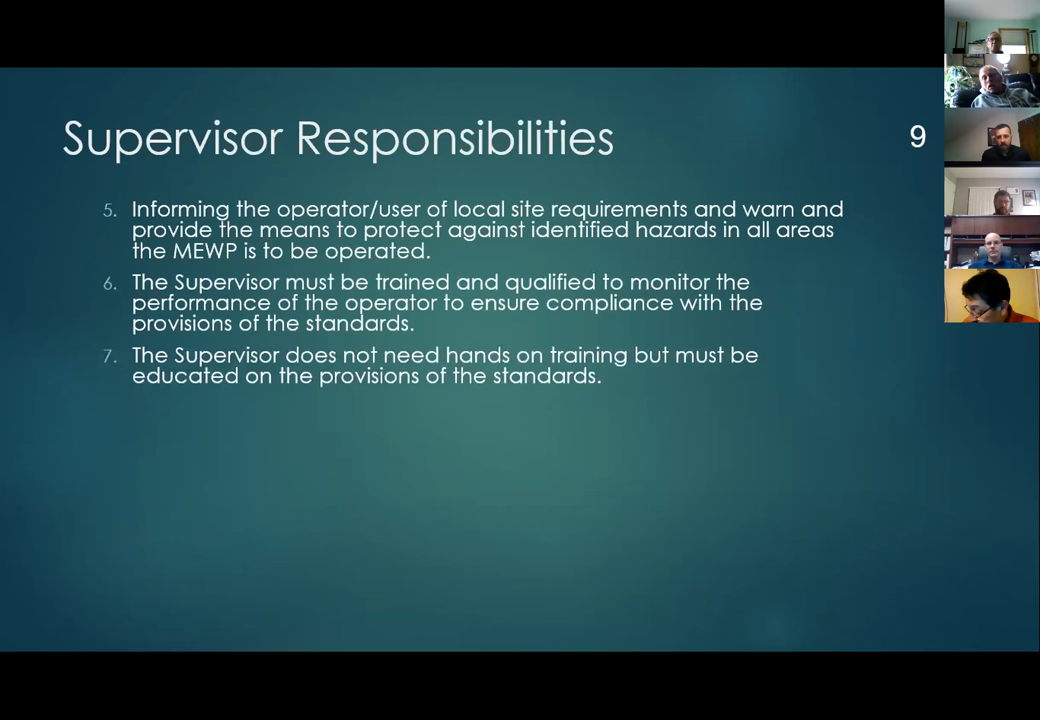 Supervisor Responsibilities
9
5. Informing the operator/user of local site requirements and warn and
provide the means to protect against identified hazards in all areas
the MEWP is to be operated.
6. The Supervisor must be trained and qualified to monitor the
performance of the operator to ensure compliance with the
provisions of the standards.
7. The Supervisor does not need hands on training but must be
educated on the provisions of the standards.